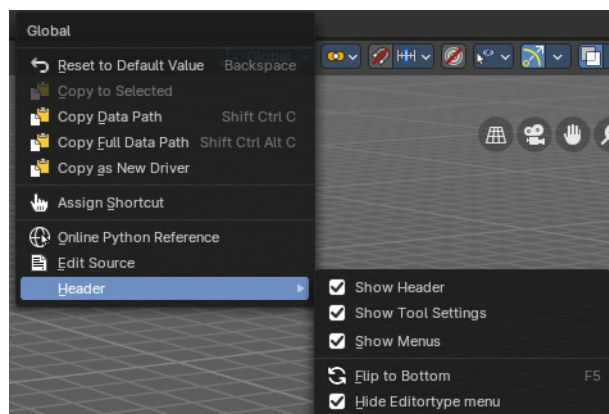 Global
Global
Reset to Default Value Backspace
Copy to Selected
Copy Data Path Shift Ctrl C
Copy Full Data Path Shift Ctrl Alt C
Copy as New Driver
Assign Shortcut
Online Python Reference
Edit Source
Header
Show Header
Show Tool Settings
Show Menus
Flip to Bottom F5
Hide Editortype menu